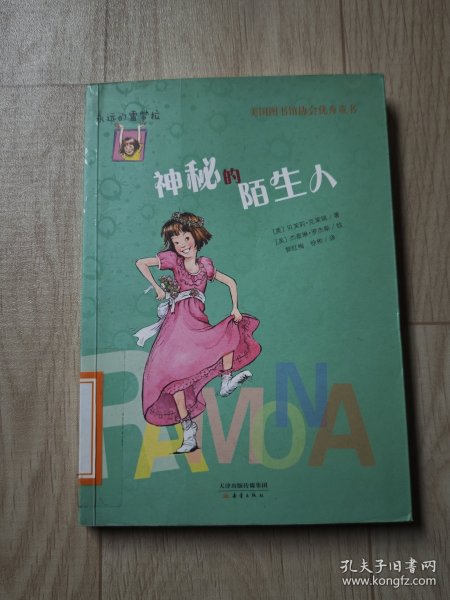 永远的雷梦拉
美国图书馆协会优秀童书
神秘的
陌生人
[美] 贝芙莉·克莱瑞 / 著
[美] 杰奎琳·罗杰斯 / 绘
RAMONA
天津出版传媒集团
新蕾出版社
孔夫子旧书网
www.kongfz.com